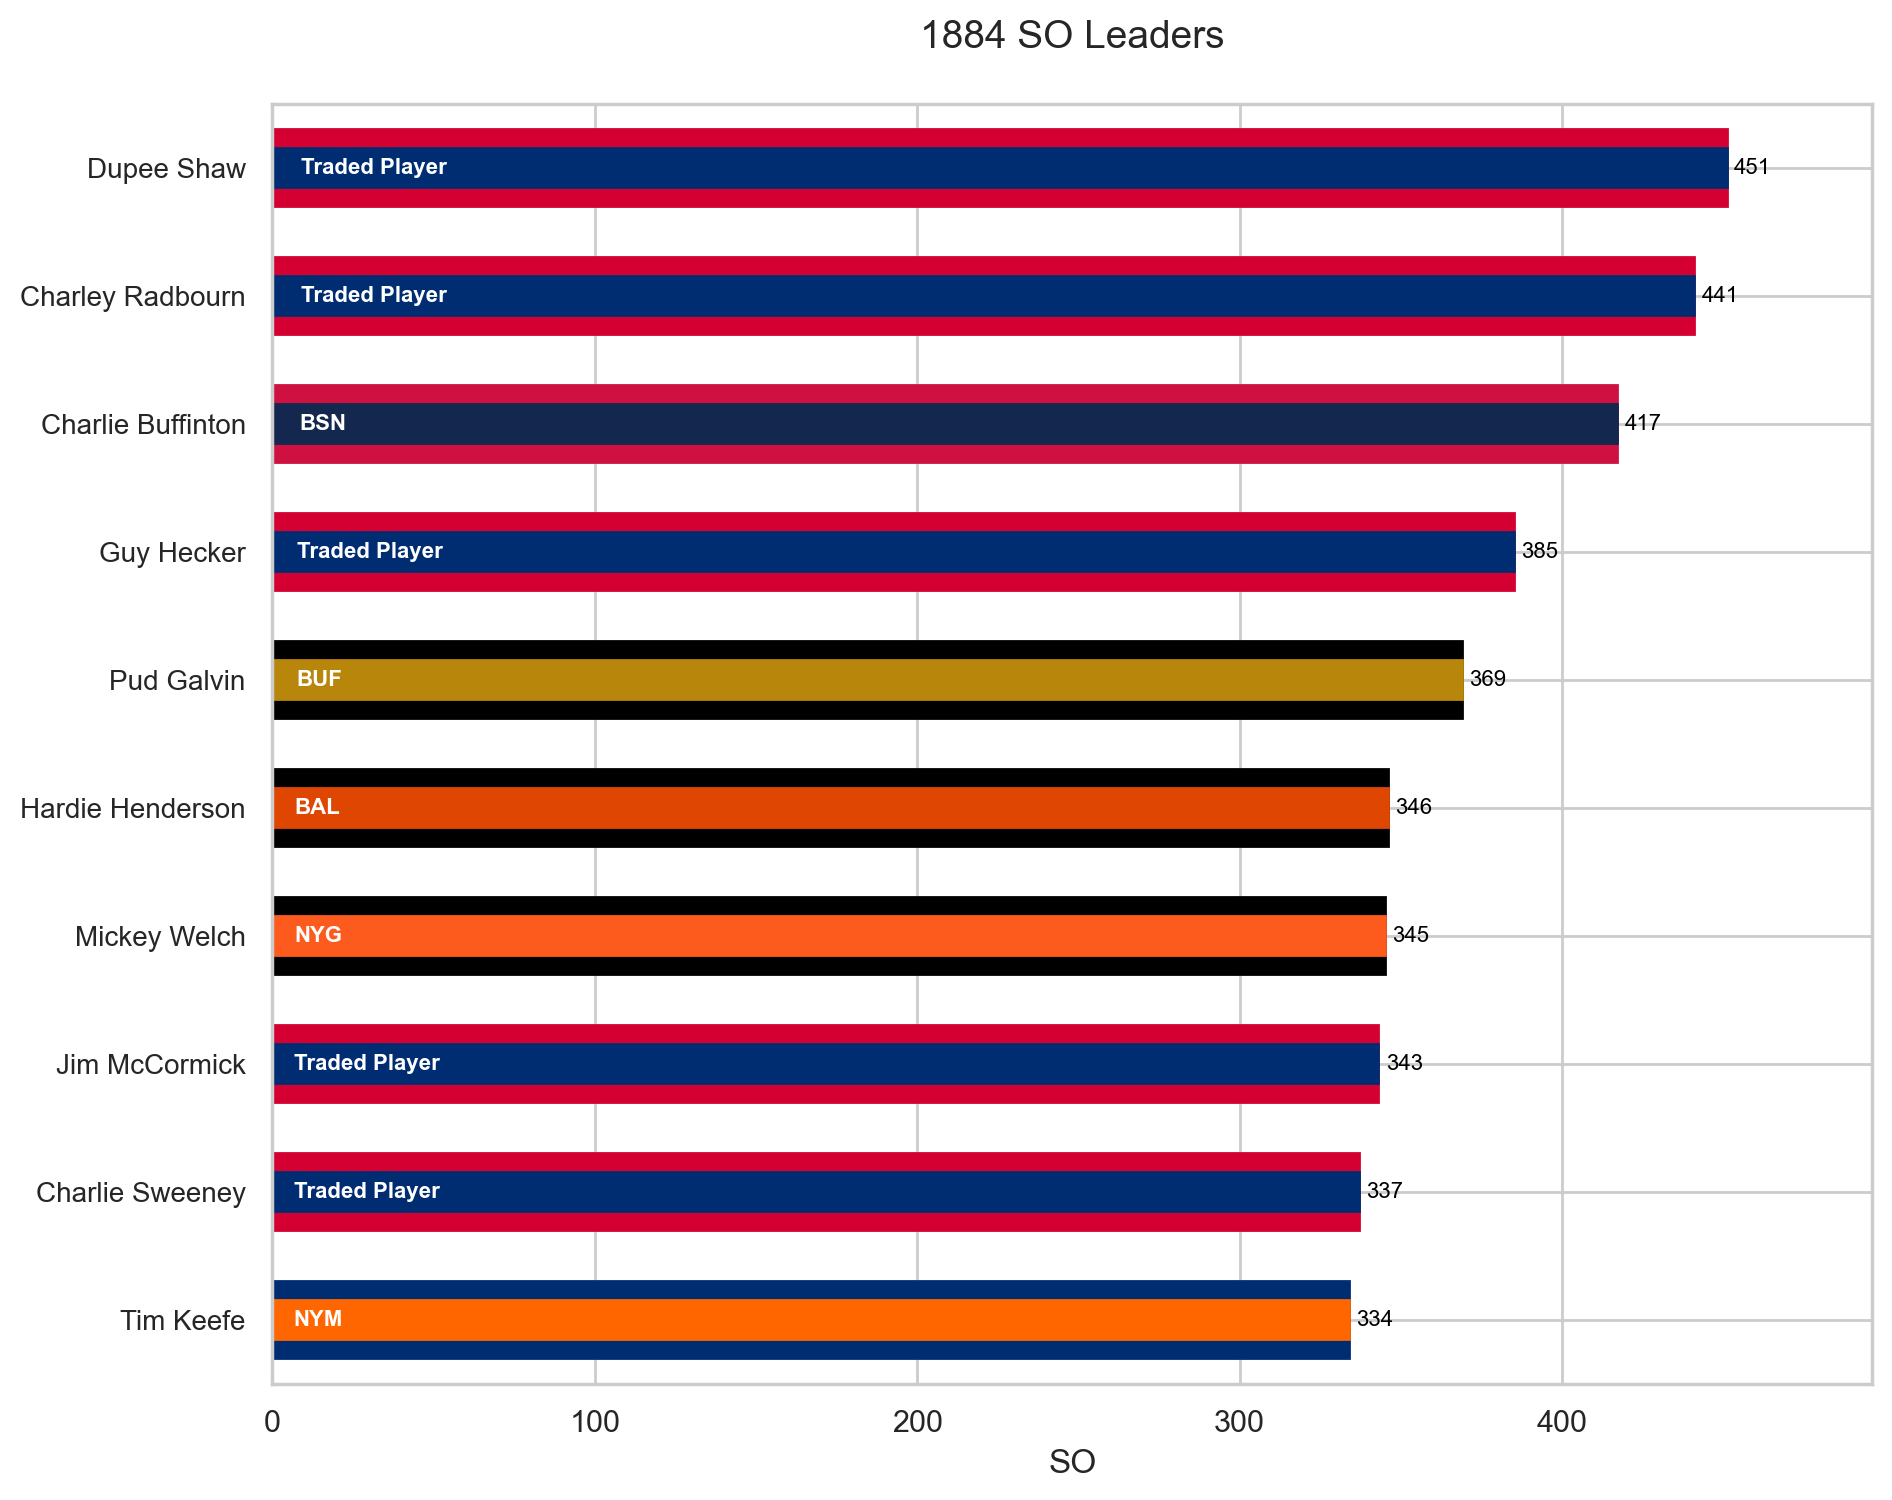 1884 SO Leaders
Dupee Shaw
Traded Player
451
Charley Radbourn
Traded Player
441
Charlie Buffinton
BSN
417
Guy Hecker
Traded Player
385
Pud Galvin
BUF
369
Hardie Henderson
BAL
346
Mickey Welch
NYG
345
Jim McCormick
Traded Player
343
Charlie Sweeney
Traded Player
337
Tim Keefe
NYM
334
0 100 200 300 400
SO